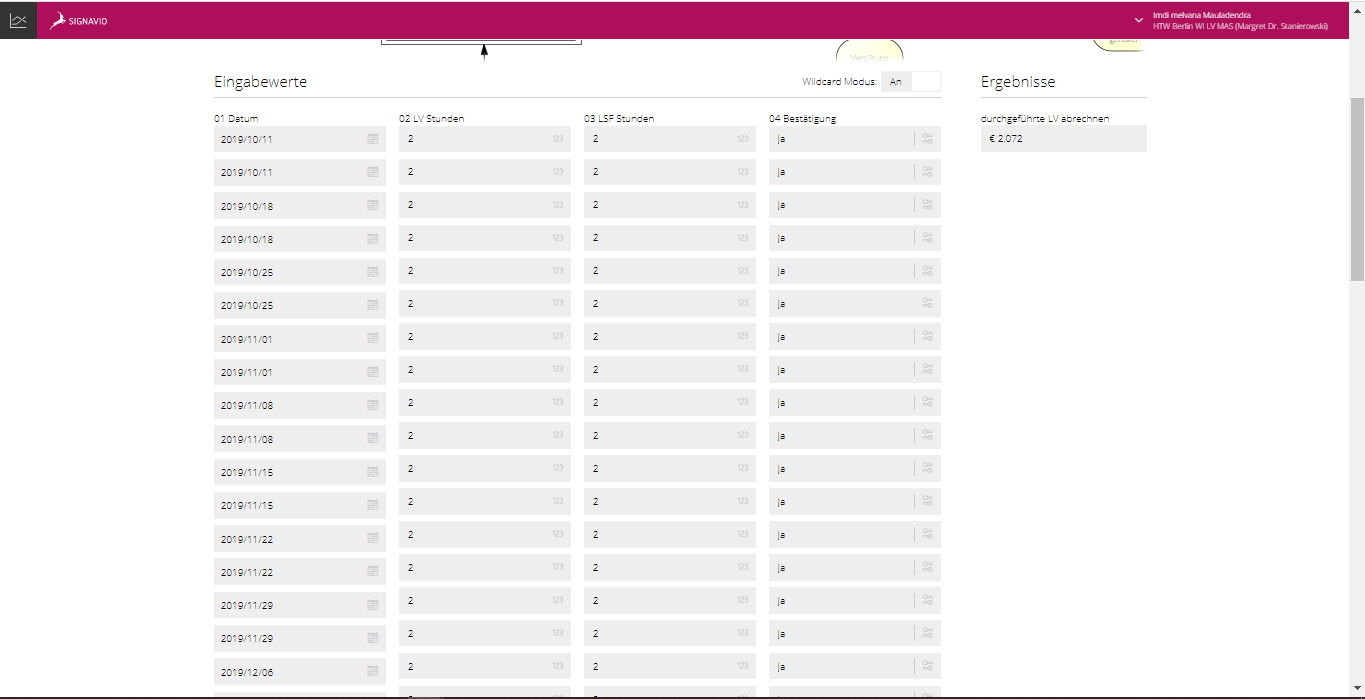 SIGNAVIO
Imdi melvana Mauladendra
HTW Berlin WI LV MAS (Margret Dr. Stanierowski)
Eingabewerte
Wildcard Modus: An
Ergebnisse
01 Datum 02 LV Stunden 03 LSF Stunden 04 Bestätigung
durchgeführte LV abrechnen
€ 2,072
2019/10/11 2 123 2 123 Ja
2019/10/11 2 123 2 123 Ja
2019/10/18 2 123 2 123 Ja
2019/10/18 2 123 2 123 Ja
2019/10/25 2 123 2 123 Ja
2019/10/25 2 123 2 123 Ja
2019/11/01 2 123 2 123 Ja
2019/11/01 2 123 2 123 Ja
2019/11/08 2 123 2 123 Ja
2019/11/08 2 123 2 123 Ja
2019/11/15 2 123 2 123 Ja
2019/11/15 2 123 2 123 Ja
2019/11/22 2 123 2 123 Ja
2019/11/22 2 123 2 123 Ja
2019/11/29 2 123 2 123 Ja
2019/11/29 2 123 2 123 Ja
2019/12/06 2 123 2 123 Ja